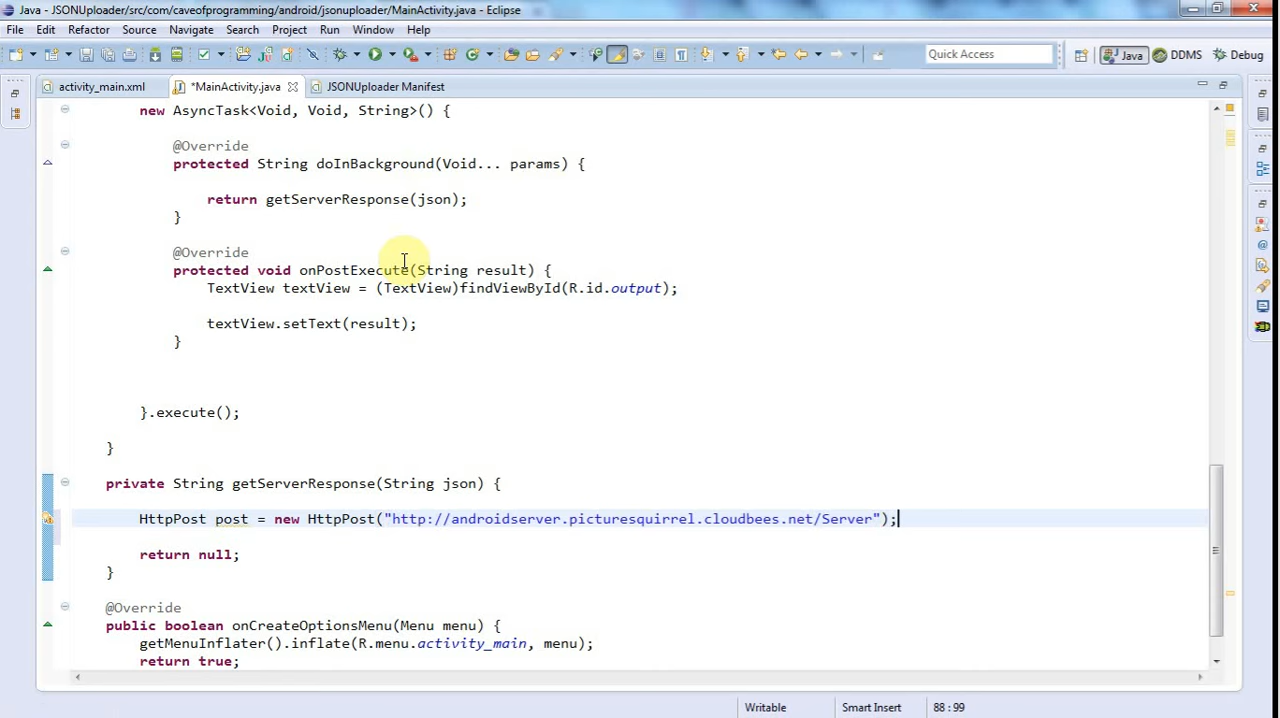 Java - JSONUploader/src/com/caveofprogramming/android/jsonuploader/MainActivity.java - Eclipse
File Edit Refactor Source Navigate Search Project Run Window Help
Quick Access Java DDMS Debug
activity_main.xml *MainActivity.java JSONUploader Manifest
new AsyncTask<Void, Void, String>() {
@Override
protected String doInBackground(Void... params) {
return getServerResponse(json);
}
@Override
protected void onPostExecute(String result) {
TextView textView = (TextView)findViewById(R.id.output);
textView.setText(result);
}
}.execute();
}
private String getServerResponse(String json) {
HttpPost post = new HttpPost("http://androidserver.picturesquirrel.cloudbees.net/Server");
return null;
}
@Override
public boolean onCreateOptionsMenu(Menu menu) {
getMenuInflater().inflate(R.menu.activity_main, menu);
return true;
Writable Smart Insert 88 : 99